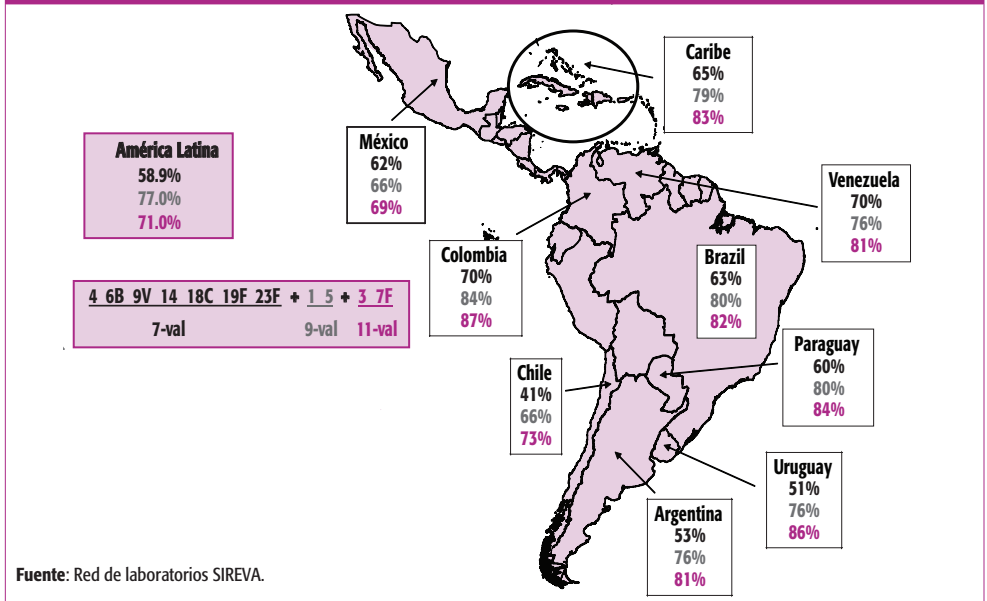 Caribe
65%
79%
83%
América Latina
58.9%
77.0%
71.0%
México
62%
66%
69%
Venezuela
70%
76%
81%
Colombia
70%
84%
87%
Brazil
63%
80%
82%
4 6B 9V 14 18C 19F 23F + 1 5 + 3 7F
7-val 9-val 11-val
Paraguay
60%
80%
84%
Chile
41%
66%
73%
Uruguay
51%
76%
86%
Argentina
53%
76%
81%
Fuente: Red de laboratorios SIREVA.